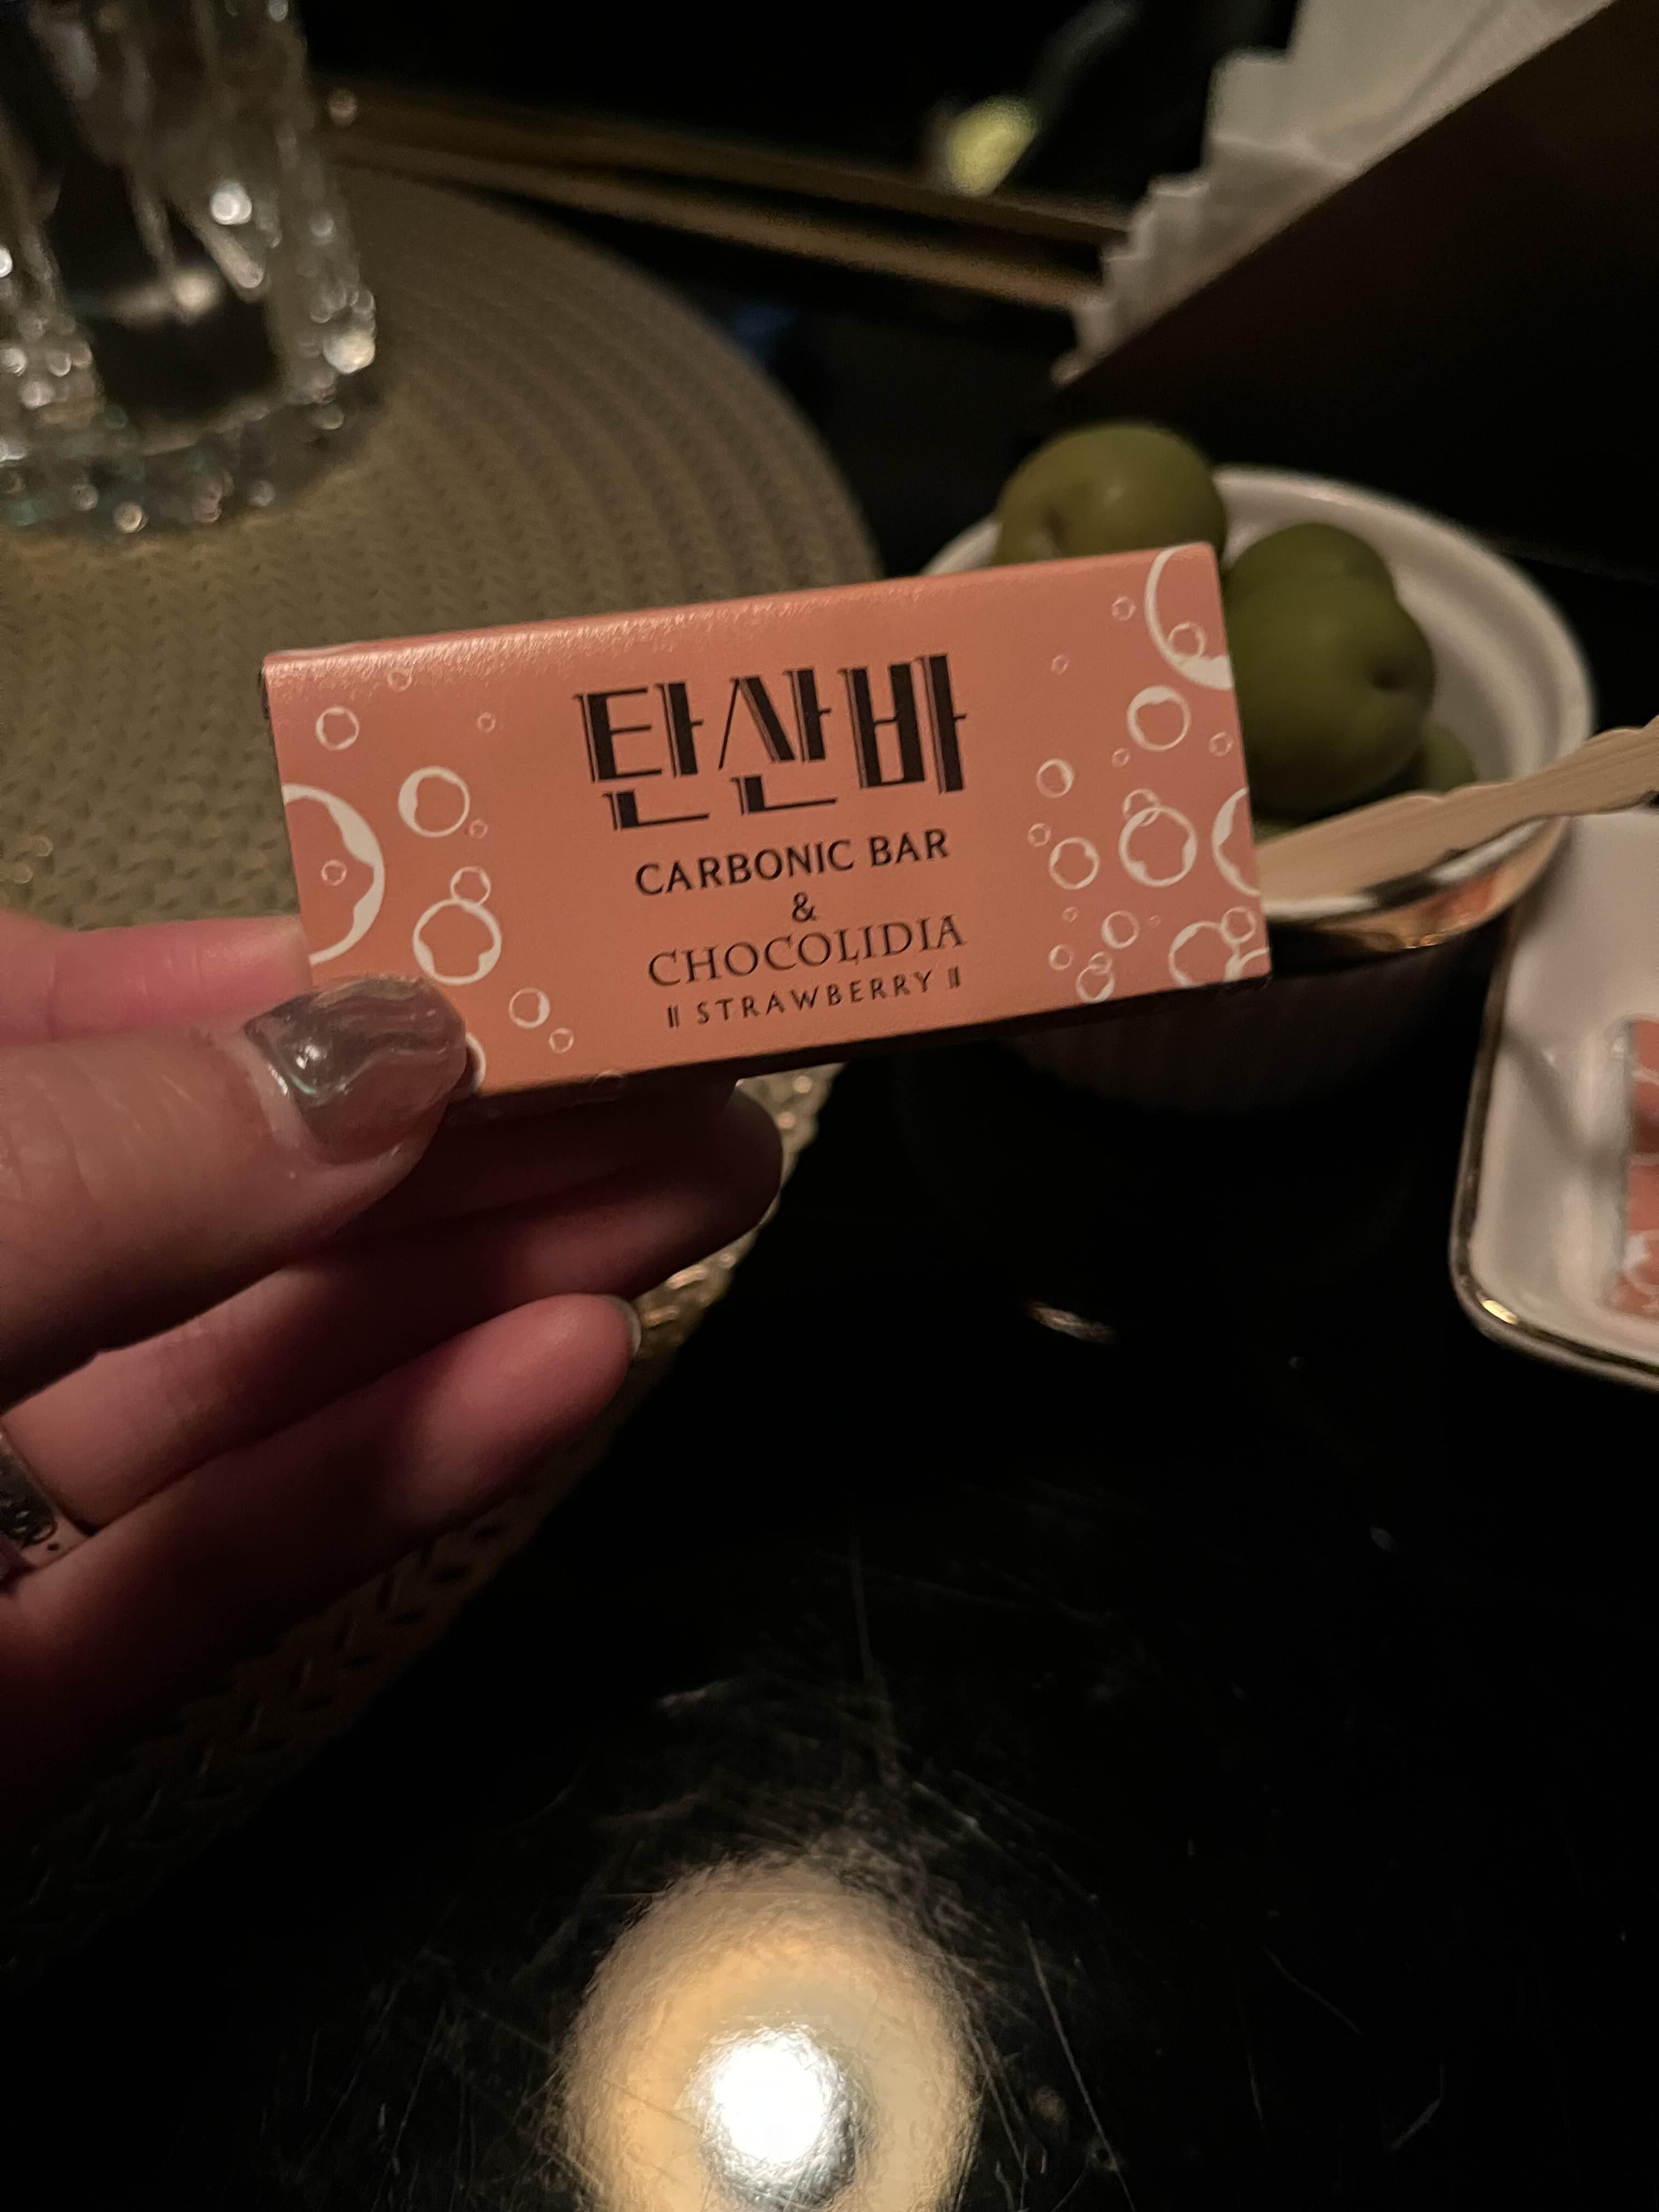 탄산바
CARBONIC BAR
&
CHOCOLIDIA
STRAWBERRY